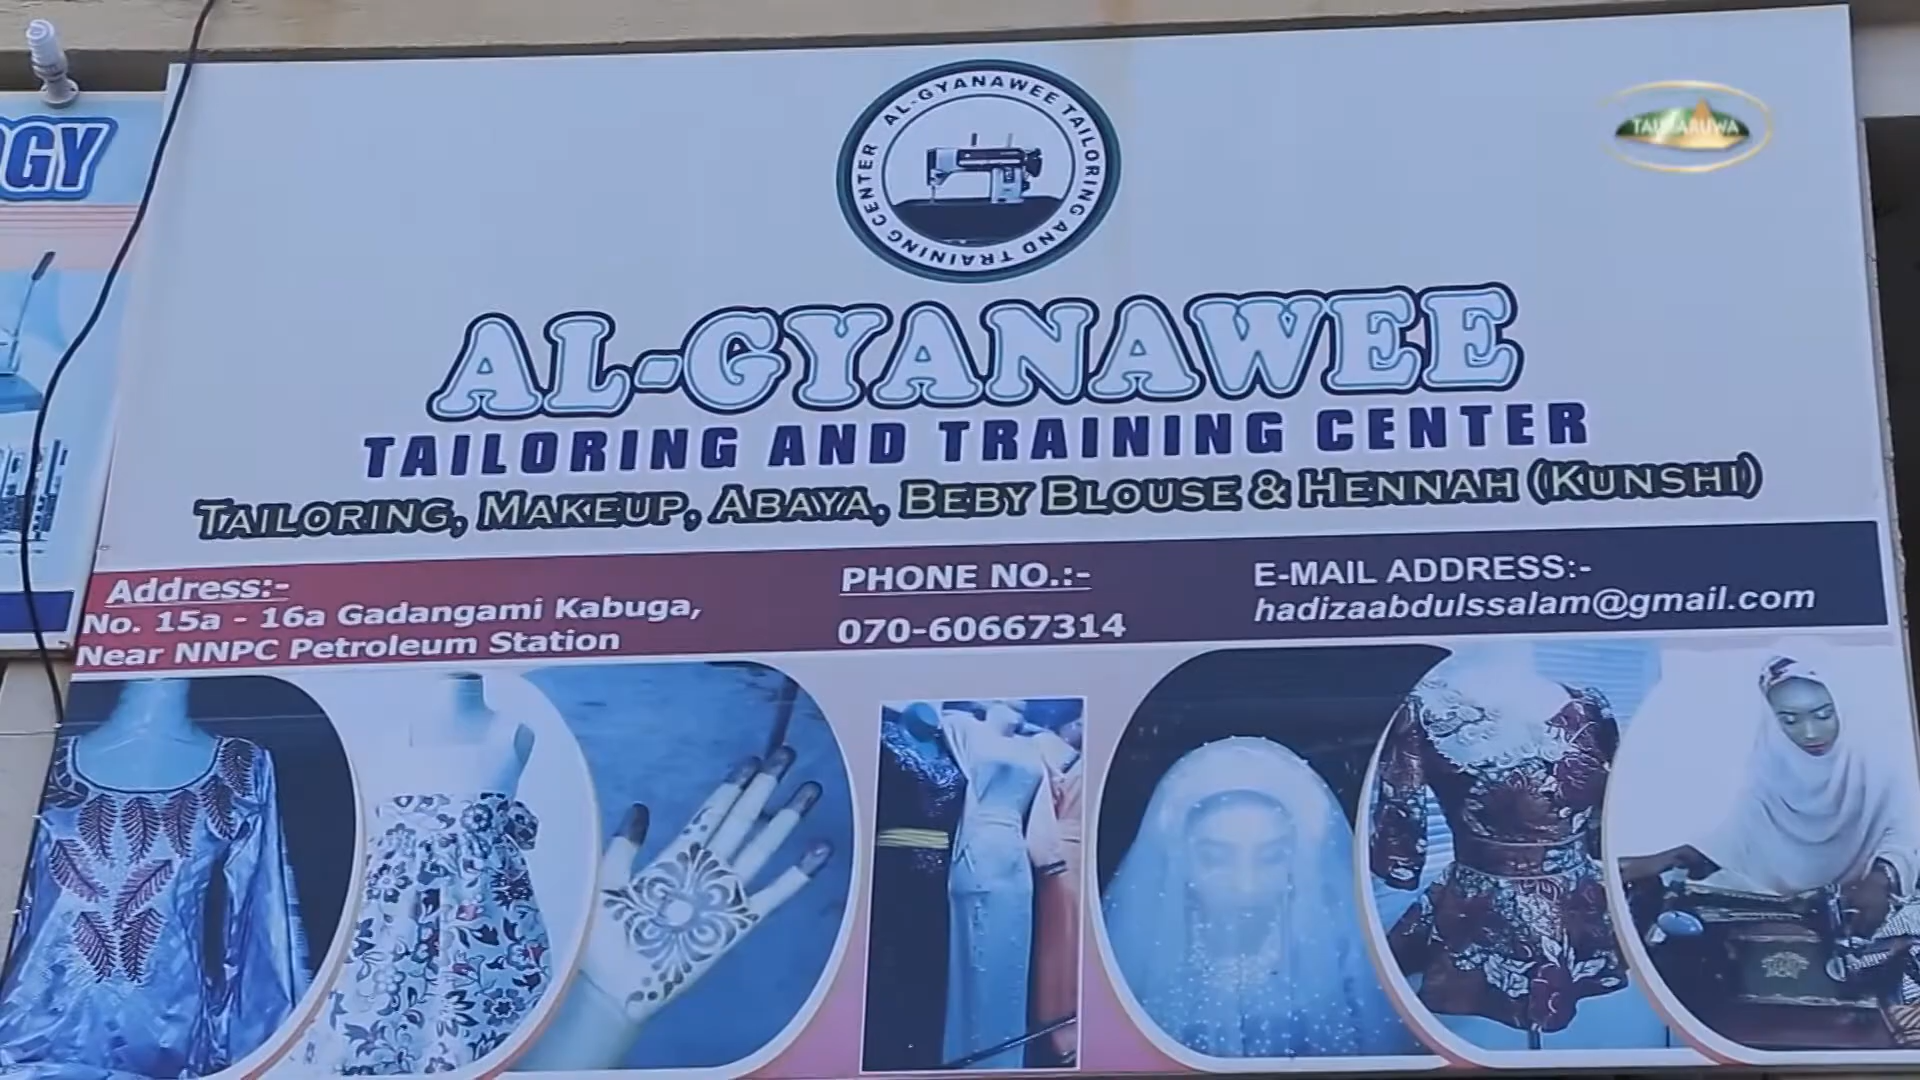 OGY
AL-GYANAWEE TAILORING AND TRAINING CENTER
TAUSARUWA
AL-GYANAWEE
TAILORING AND TRAINING CENTER
TAILORING, MAKEUP, ABAYA, BEBY BLOUSE & HENNAH (KUNSHI)
Address:-
No. 15a - 16a Gadangami Kabuga,
Near NNPC Petroleum Station
PHONE NO.:-
070-60667314
E-MAIL ADDRESS:-
hadizaabdulssalam@gmail.com